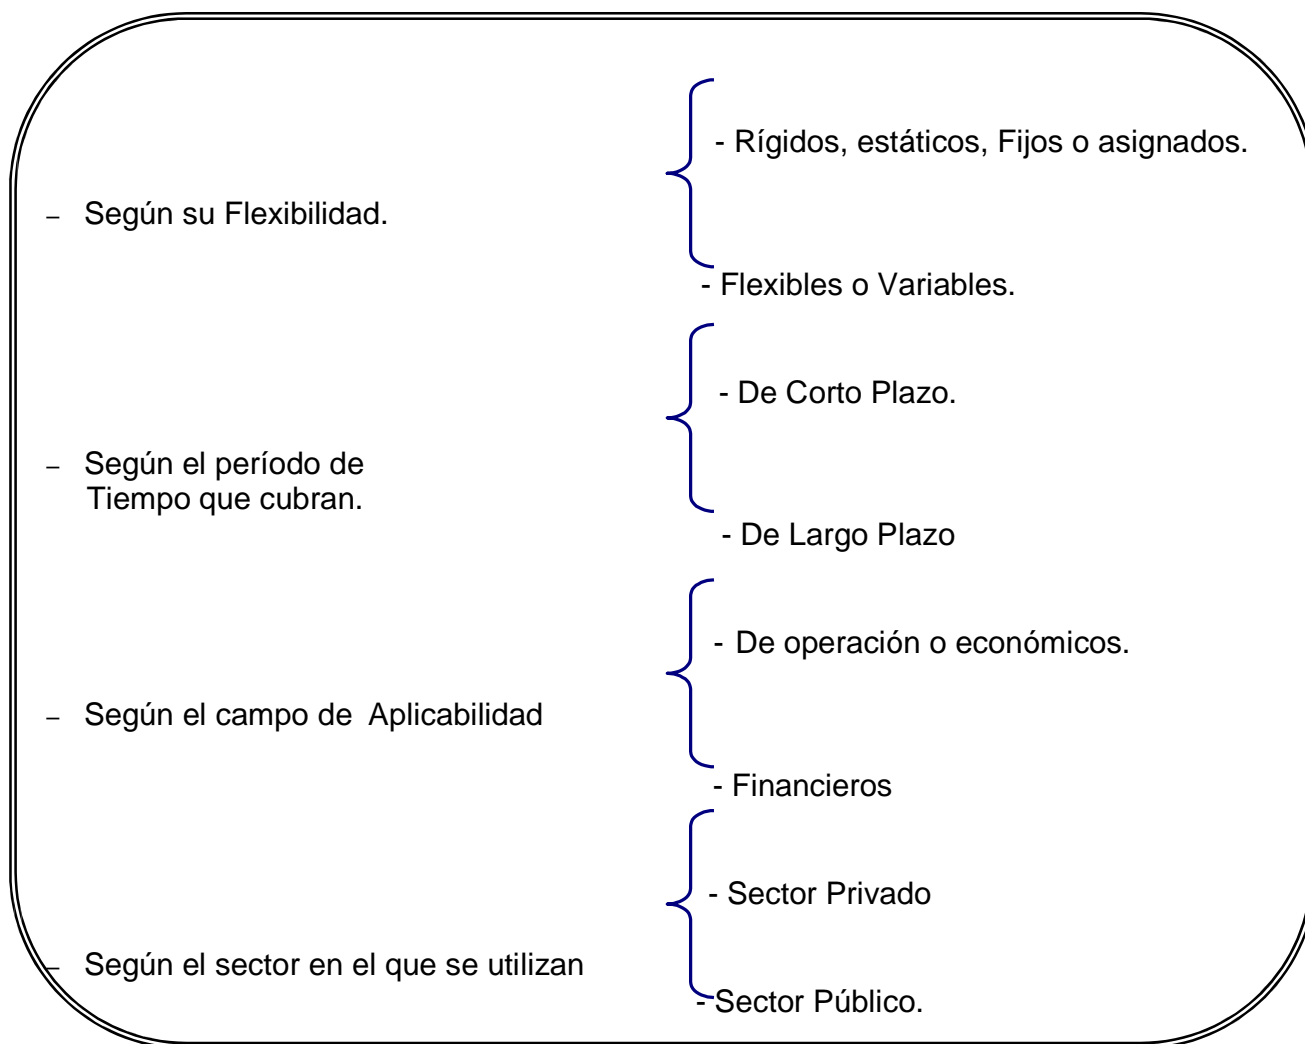 - Rígidos, estáticos, Fijos o asignados.
– Según su Flexibilidad.
- Flexibles o Variables.
- De Corto Plazo.
– Según el período de
Tiempo que cubran.
- De Largo Plazo
- De operación o económicos.
– Según el campo de  Aplicabilidad
- Financieros
- Sector Privado
– Según el sector en el que se utilizan
- Sector Público.